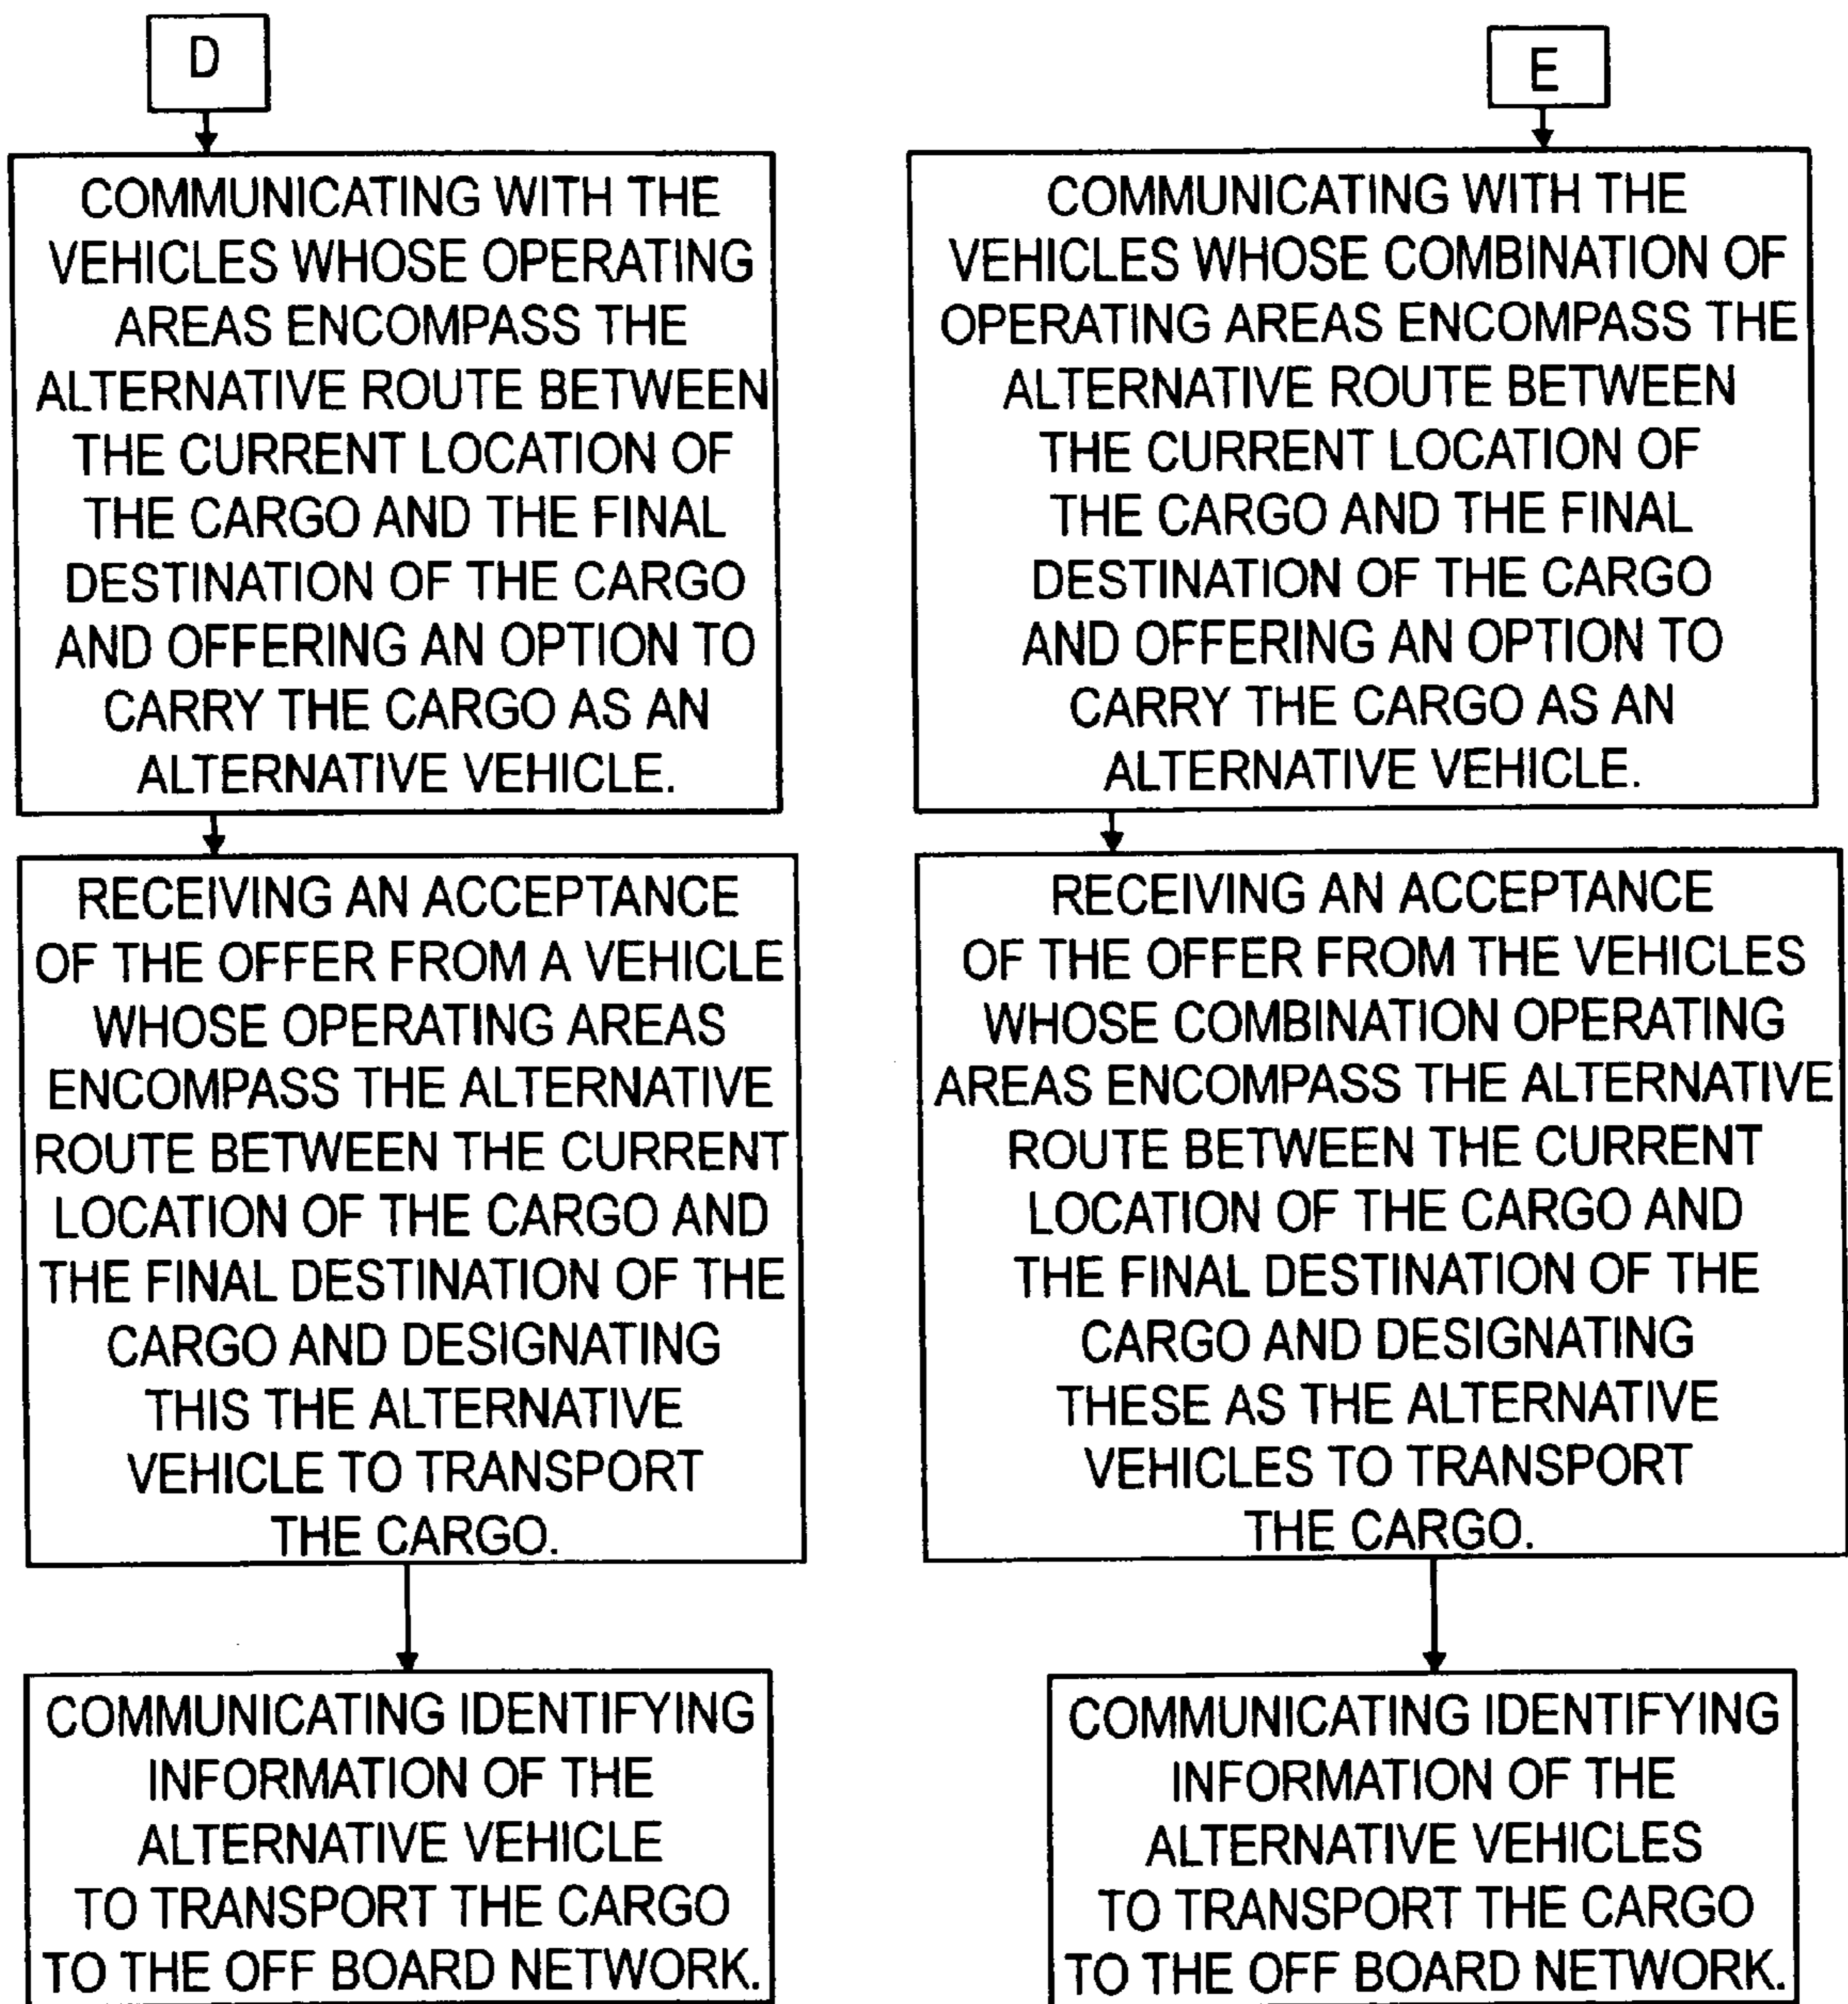 D
COMMUNICATING WITH THE
VEHICLES WHOSE OPERATING
AREAS ENCOMPASS THE
ALTERNATIVE ROUTE BETWEEN
THE CURRENT LOCATION OF
THE CARGO AND THE FINAL
DESTINATION OF THE CARGO
AND OFFERING AN OPTION TO
CARRY THE CARGO AS AN
ALTERNATIVE VEHICLE.
RECEIVING AN ACCEPTANCE
OF THE OFFER FROM A VEHICLE
WHOSE OPERATING AREAS
ENCOMPASS THE ALTERNATIVE
ROUTE BETWEEN THE CURRENT
LOCATION OF THE CARGO AND
THE FINAL DESTINATION OF THE
CARGO AND DESIGNATING
THIS THE ALTERNATIVE
VEHICLE TO TRANSPORT
THE CARGO.
COMMUNICATING IDENTIFYING
INFORMATION OF THE
ALTERNATIVE VEHICLE
TO TRANSPORT THE CARGO
TO THE OFF BOARD NETWORK.
E
COMMUNICATING WITH THE
VEHICLES WHOSE COMBINATION OF
OPERATING AREAS ENCOMPASS THE
ALTERNATIVE ROUTE BETWEEN
THE CURRENT LOCATION OF
THE CARGO AND THE FINAL
DESTINATION OF THE CARGO
AND OFFERING AN OPTION TO
CARRY THE CARGO AS AN
ALTERNATIVE VEHICLE.
RECEIVING AN ACCEPTANCE
OF THE OFFER FROM THE VEHICLES
WHOSE COMBINATION OPERATING
AREAS ENCOMPASS THE ALTERNATIVE
ROUTE BETWEEN THE CURRENT
LOCATION OF THE CARGO AND
THE FINAL DESTINATION OF THE
CARGO AND DESIGNATING
THESE AS THE ALTERNATIVE
VEHICLES TO TRANSPORT
THE CARGO.
COMMUNICATING IDENTIFYING
INFORMATION OF THE
ALTERNATIVE VEHICLES
TO TRANSPORT THE CARGO
TO THE OFF BOARD NETWORK.